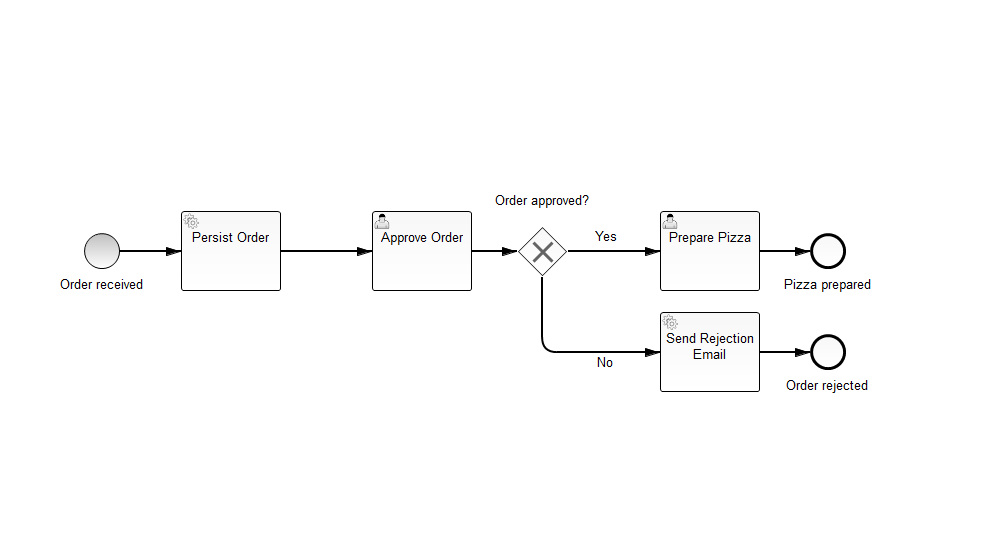 Order approved?
Persist Order
Approve Order
Yes
Prepare Pizza
Order received
Pizza prepared
Send Rejection
Email
No
Order rejected